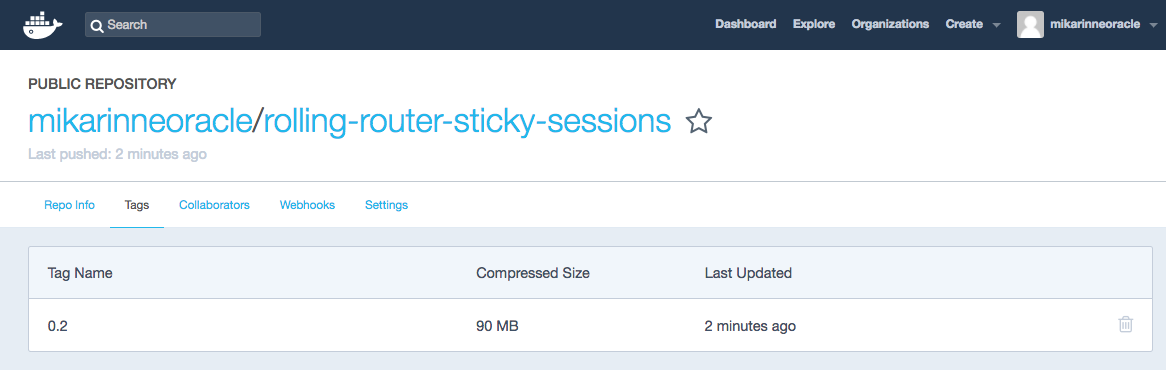 Search Dashboard Explore Organizations Create mikarinneoracle
PUBLIC REPOSITORY
mikarinneoracle/rolling-router-sticky-sessions
Last pushed: 2 minutes ago
Repo Info Tags Collaborators Webhooks Settings
Tag Name Compressed Size Last Updated
0.2 90 MB 2 minutes ago